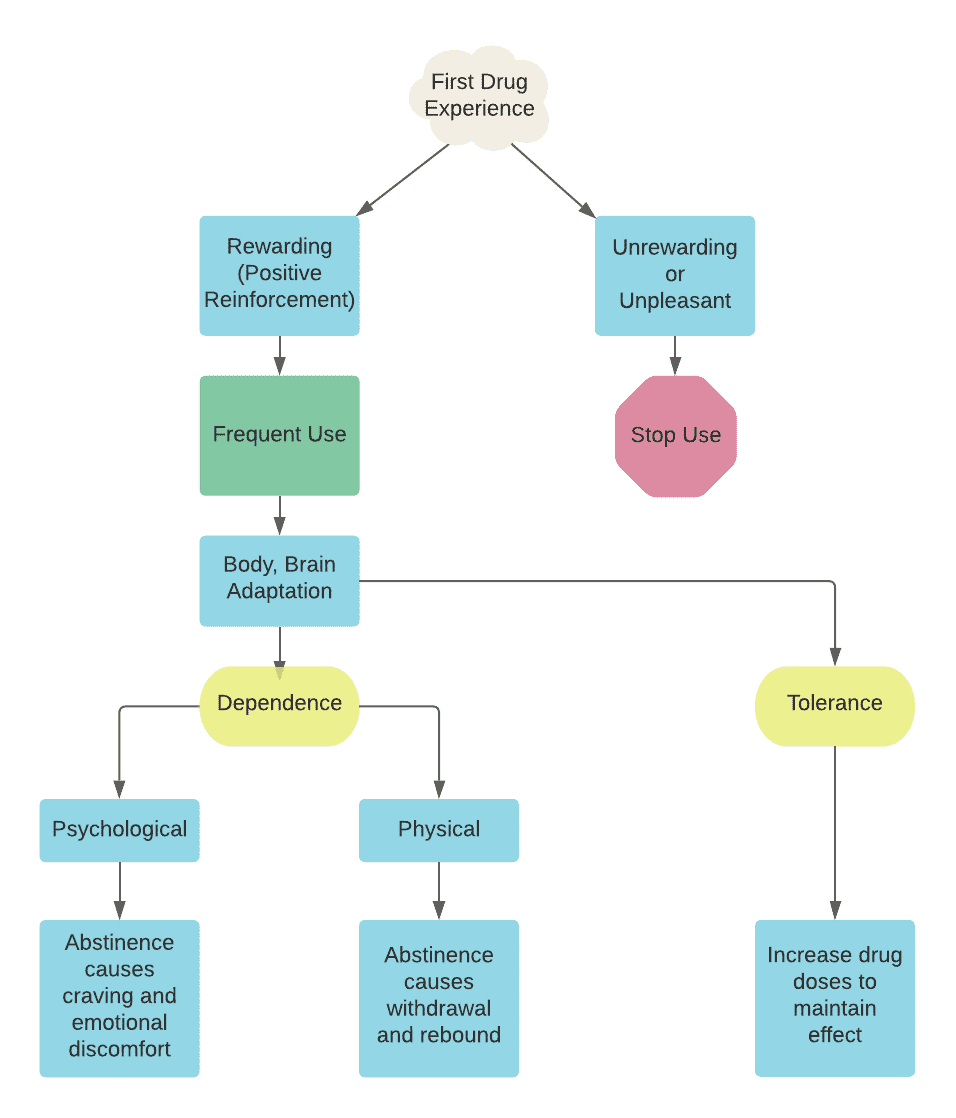 First Drug
Experience
Rewarding
(Positive
Reinforcement)
Unrewarding
or
Unpleasant
Frequent Use
Stop Use
Body, Brain
Adaptation
Dependence
Tolerance
Psychological
Physical
Abstinence
causes
craving and
emotional
discomfort
Abstinence
causes
withdrawal
and rebound
Increase drug
doses to
maintain
effect